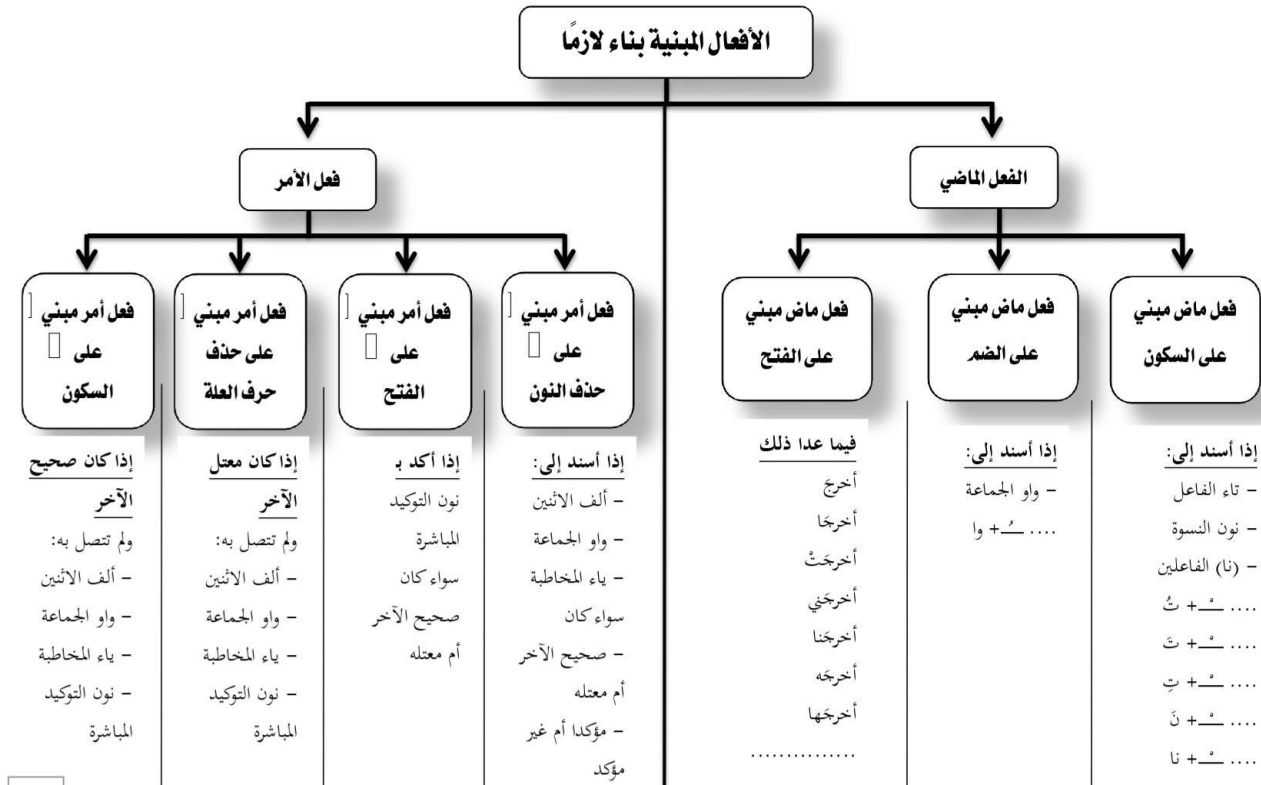 الأفعال المبنية بناء لازمًا
الفعل الماضي
فعل الأمر
فعل ماض مبني
على السكون
إذا أسند إلى:
– تاء الفاعل
– نون النسوة
– (نا) الفاعلين
.... ـْـ+ تُ
.... ـْـ+ تَ
.... ـْـ+ تِ
.... ـْـ+ نَ
.... ـْـ+ نا
فعل ماض مبني
على الضم
إذا أسند إلى:
– واو الجماعة
.... ـُـ+ وا
فعل ماض مبني
على الفتح
فيما عدا ذلك
أخرجَ
أخرجَا
أخرجَتْ
أخرجَني
أخرجَنا
أخرجَه
أخرجَها
...............
فعل أمر مبني
على
حذف النون
إذا أسند إلى:
– ألف الاثنين
– واو الجماعة
– ياء المخاطبة
سواء كان
– صحيح الآخر
أم معتله
– مؤكدا أم غير
مؤكد
فعل أمر مبني
على
الفتح
إذا أكد بـ
نون التوكيد
المباشرة
سواء كان
صحيح الآخر
أم معتله
فعل أمر مبني
على حذف
حرف العلة
إذا كان معتل
الآخر
ولم تتصل به:
– ألف الاثنين
– واو الجماعة
– ياء المخاطبة
– نون التوكيد
المباشرة
فعل أمر مبني
على
السكون
إذا كان صحيح
الآخر
ولم تتصل به:
– ألف الاثنين
– واو الجماعة
– ياء المخاطبة
– نون التوكيد
المباشرة